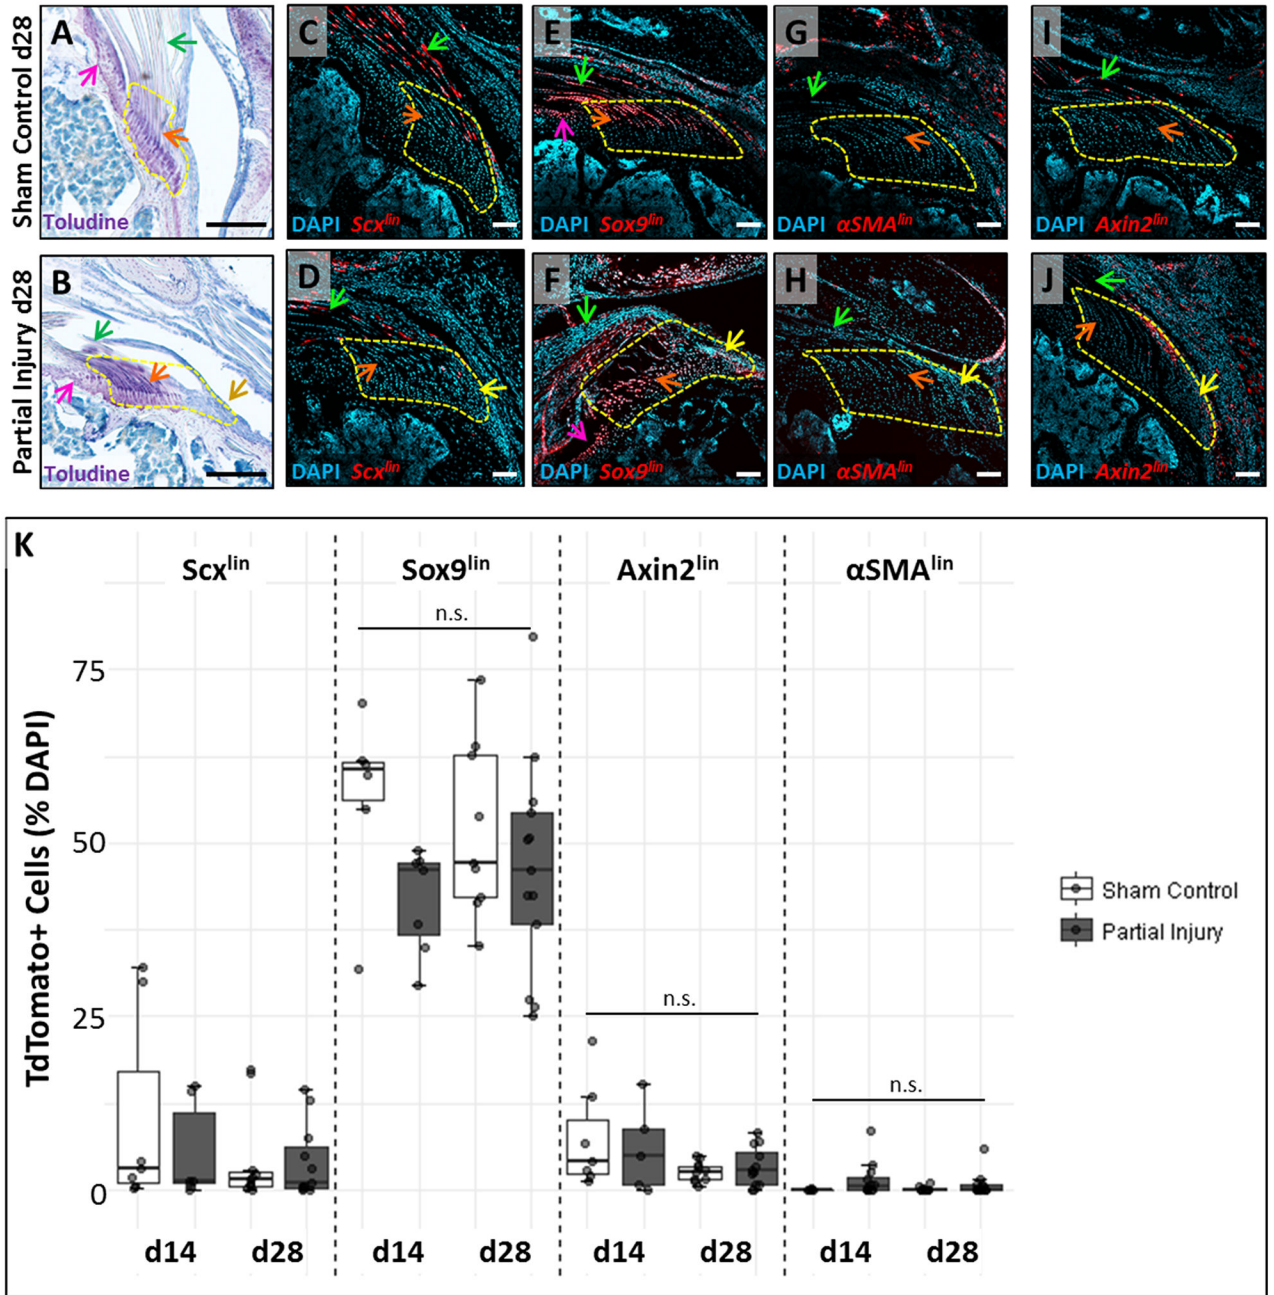 Sham Control d28
A
Toludine
C
DAPI Scx^lin
E
DAPI Sox9^lin
G
DAPI αSMA^lin
I
DAPI Axin2^lin
Partial Injury d28
B
Toludine
D
DAPI Scx^lin
F
DAPI Sox9^lin
H
DAPI αSMA^lin
J
DAPI Axin2^lin
K
Scx^lin
Sox9^lin
Axin2^lin
αSMA^lin
n.s.
n.s.
n.s.
TdTomato+ Cells (% DAPI)
75
50
25
0
d14
d28
d14
d28
d14
d28
d14
d28
Sham Control
Partial Injury